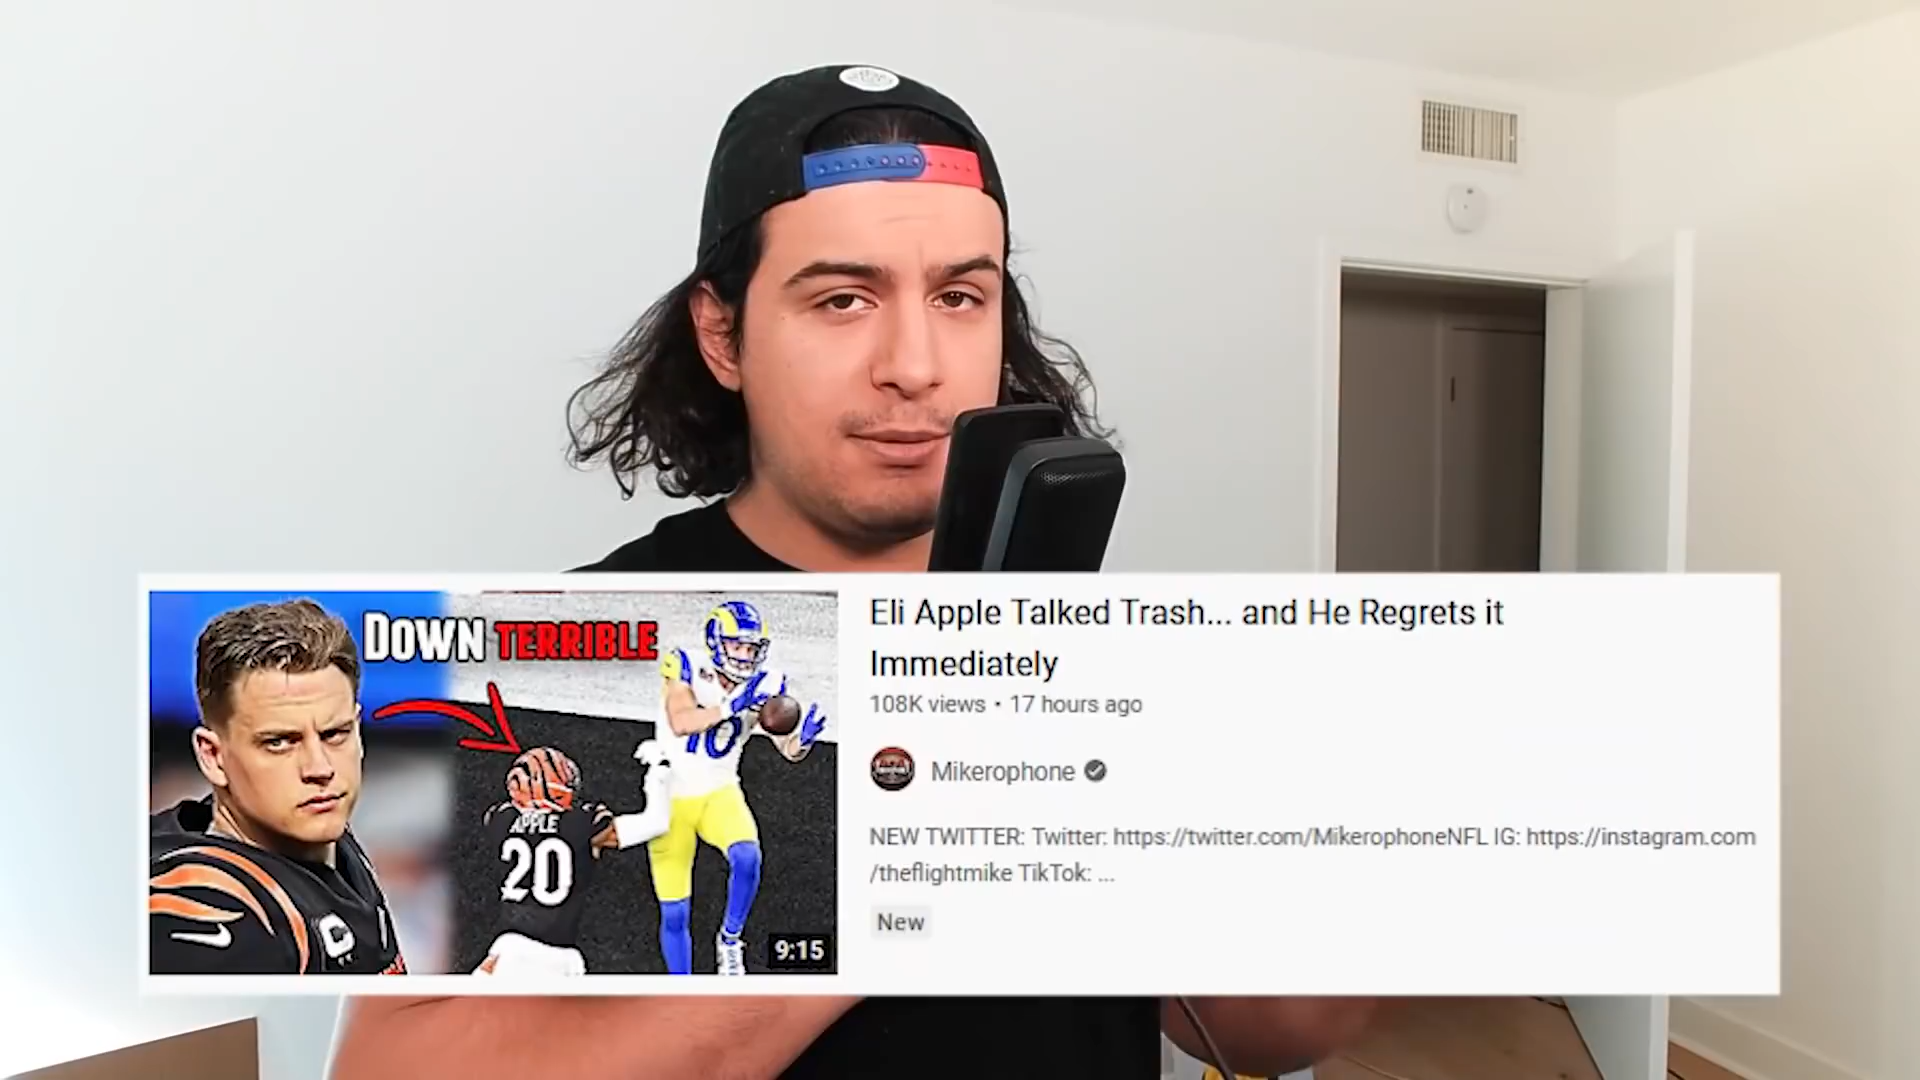 DOWN TERRIBLE
APPLE
20
10
C
9:15
Eli Apple Talked Trash... and He Regrets it
Immediately
108K views • 17 hours ago
Mikerophone
NEW TWITTER: Twitter: https://twitter.com/MikerophoneNFL IG: https://instagram.com
/theflightmike TikTok: ...
New